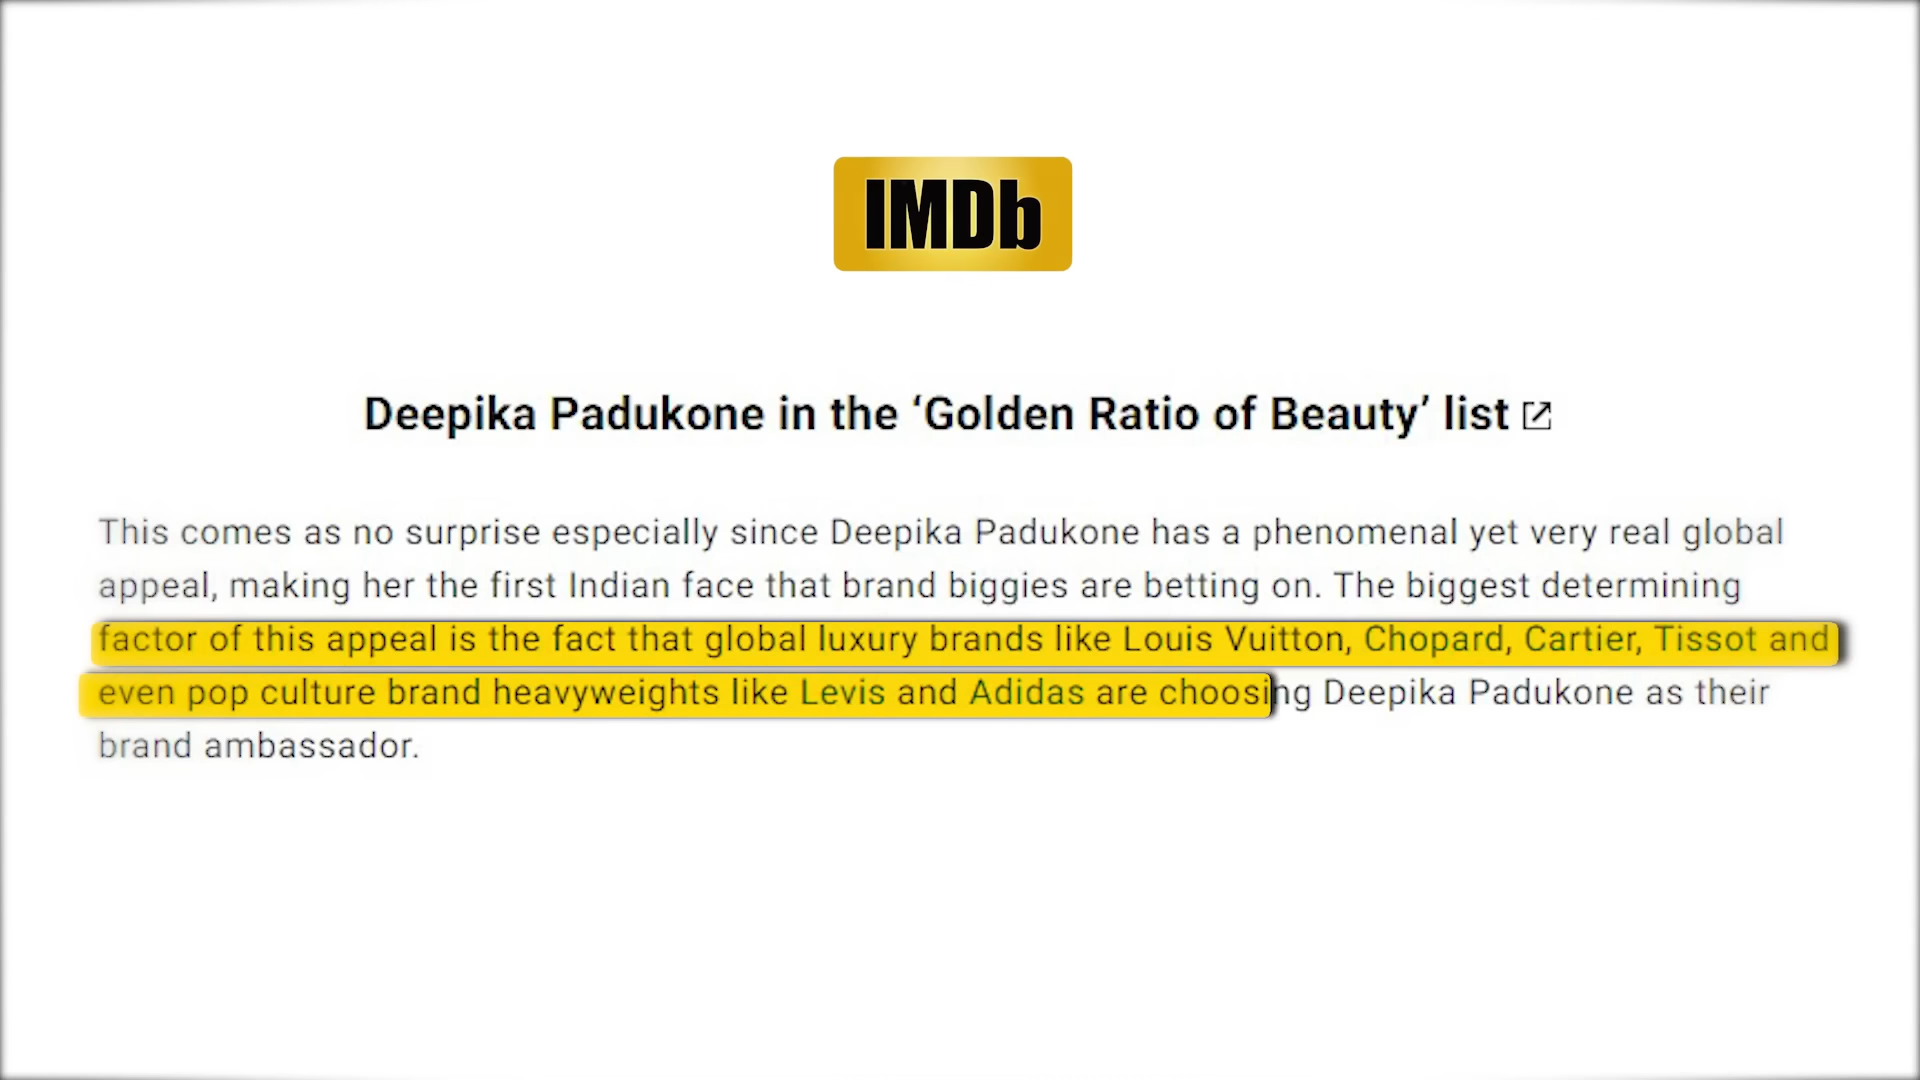 IMDb
Deepika Padukone in the ‘Golden Ratio of Beauty’ list
This comes as no surprise especially since Deepika Padukone has a phenomenal yet very real global
appeal, making her the first Indian face that brand biggies are betting on. The biggest determining
factor of this appeal is the fact that global luxury brands like Louis Vuitton, Chopard, Cartier, Tissot and
even pop culture brand heavyweights like Levis and Adidas are choosing Deepika Padukone as their
brand ambassador.